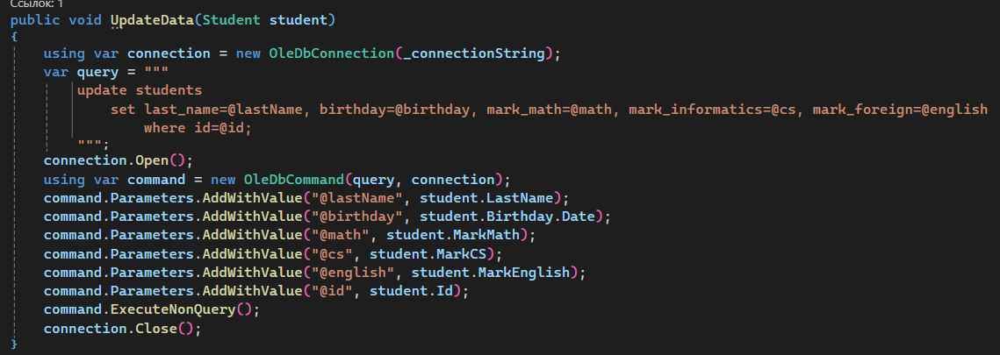 Ссылок: 1
public void UpdateData(Student student)
{
using var connection = new OleDbConnection(_connectionString);
var query = """
update students
set last_name=@lastName, birthday=@birthday, mark_math=@math, mark_informatics=@cs, mark_foreign=@english
where id=@id;
""";
connection.Open();
using var command = new OleDbCommand(query, connection);
command.Parameters.AddWithValue("@lastName", student.LastName);
command.Parameters.AddWithValue("@birthday", student.Birthday.Date);
command.Parameters.AddWithValue("@math", student.MarkMath);
command.Parameters.AddWithValue("@cs", student.MarkCS);
command.Parameters.AddWithValue("@english", student.MarkEnglish);
command.Parameters.AddWithValue("@id", student.Id);
command.ExecuteNonQuery();
connection.Close();
}